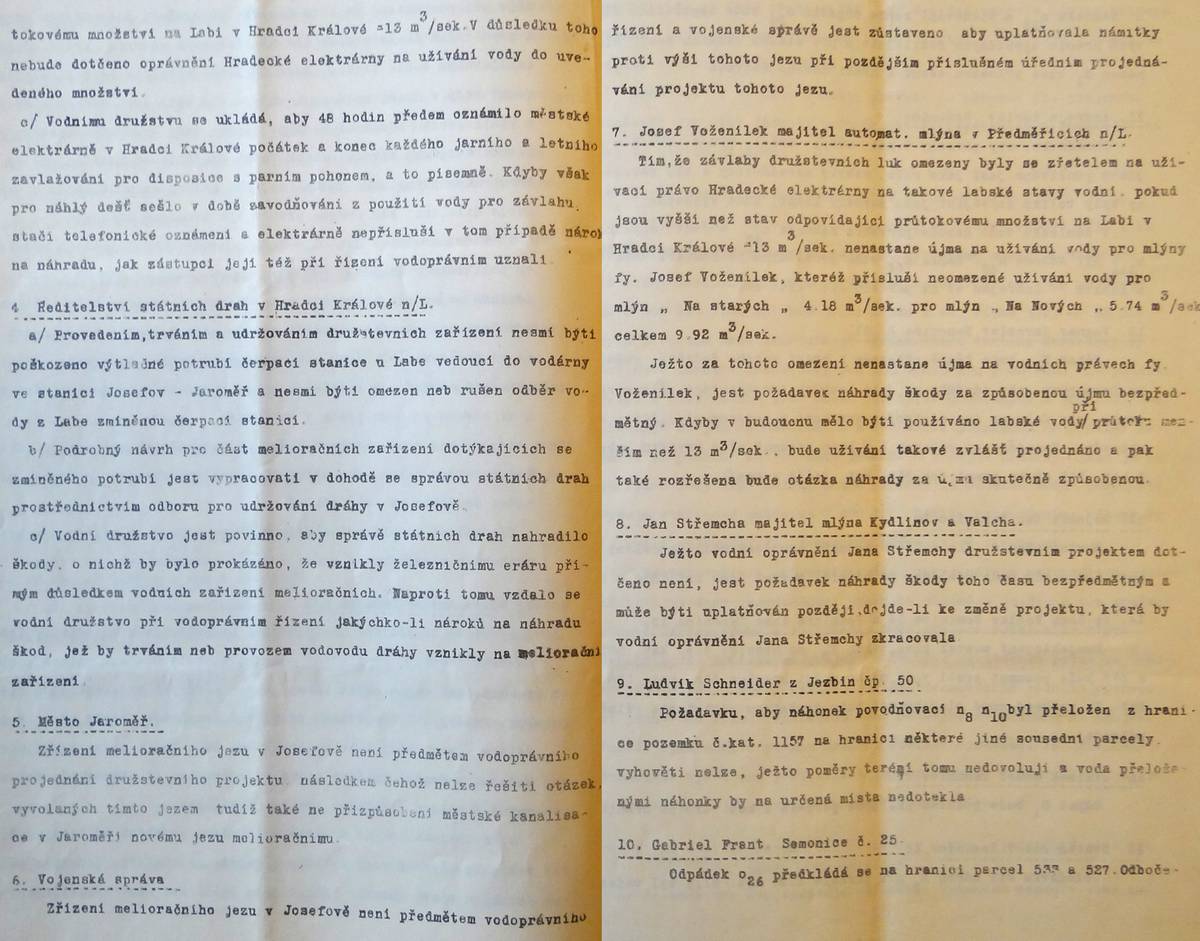 tokovému množství na Labi v Hradci Králové =13 m³/sek.V důsledku toho
nebude dotčeno oprávnění Hradecké elektrárny na užívání vody do uve-
deného množství.
c/ Vodnímu družstvu se ukládá, aby 48 hodin předem oznámilo městské
elektrárně v Hradci Králové počátek a konec každého jarního a letního
zavlažování pro disposice s parním pohonem, a to písemně. Kdyby však
pro náhlý dešť sešlo v době zavodňování z použití vody pro závlahu,
stačí telefonické oznámení a elektrárně nepřísluší v tom případě nárok
na náhradu, jak zástupci její též při řízení vodoprávním uznali.
4 Ředitelství státních drah v Hradci Králové n/L.
a/ Provedením,trváním a udržováním družstevních zařízení nesmí býti
poškozeno výtlačné potrubí čerpací stanice u Labe vedoucí do vodárny
ve stanici Josefov - Jaroměř a nesmí býti omezen neb rušen odběr vo-
dy z Labe zmíněnou čerpací stanicí.
b/ Podrobný návrh pro část melioračních zařízení dotýkajících se
zmíněného potrubí jest vypracovati v dohodě se správou státních drah
prostřednictvím odboru pro udržování dráhy v Josefově.
c/ Vodní družstvo jest povinno, aby správě státních drah nahradilo
škody, o nichž by bylo prokázáno, že vznikly železničnímu eráru pří-
mým důsledkem vodních zařízení melioračních. Naproti tomu vzdalo se
vodní družstvo při vodoprávním řízení jakýchko-li nároků na náhradu
škod, jež by trváním neb provozem vodovodu dráhy vznikly na meliorační
zařízení.
5. Město Jaroměř.
Zřízení melioračního jezu v Josefově není předmětem vodoprávního
projednání družstevního projektu, následkem čehož nelze řešiti otázek,
vyvolaných tímto jezem tudíž také ne přizpůsobení městské kanalisa-
ce v Jaroměři novému jezu melioračnímu.
6. Vojenská správa
Zřízení melioračního jezu v Josefově není předmětem vodoprávního
řízení a vojenské správě jest zůstaveno aby uplatňovala námitky
proti výši tohoto jezu při pozdějším příslušném úředním projedná-
vání projektu tohoto jezu.
7. Josef Voženílek majitel automat. mlýna v Předměřicích n/L.
Tím,že závlahy družstevních luk omezeny byly se zřetelem na uží-
vací právo Hradecké elektrárny na takové labské stavy vodní, pokud
jsou vyšší než stav odpovídající průtokovému množství na Labi v
Hradci Králové =13 m³/sek. nenastane újma na užívání vody pro mlýny
fy. Josef Voženílek, kteréž přísluší neomezené užívání vody pro
mlýn „ Na starých „ 4.18 m³/sek. pro mlýn „ Na Nových „ 5.74 m³/sek
celkem 9.92 m³/sek.
Ježto za tohoto omezení nenastane újma na vodních právech fy.
Voženílek, jest požadavek náhrady škody za způsobenou újmu bezpřed-
při
mětný. Kdyby v budoucnu mělo býti používáno labské vody/ průtoku men-
ším než 13 m³/sek., bude užívání takové zvlášť projednáno a pak
také rozřešena bude otázka náhrady za újmu skutečně způsobenou.
8. Jan Střemcha majitel mlýna Kydlinov a Valcha.
Ježto vodní oprávnění Jana Střemchy družstevním projektem dot-
čeno není, jest požadavek náhrady škody toho času bezpředmětným a
může býti uplatňován později,dojde-li ke změně projektu, která by
vodní oprávnění Jana Střemchy zkracovala
9. Ludvík Schneider z Jezbin čp. 50
Požadavku, aby náhonek povodňovací n₈ n₁₀byl přeložen z hrani
ce pozemku č.kat. 1157 na hranici některé jiné sousední parcely.
vyhověti nelze, ježto poměry terénní tomu nedovolují a voda přelože-
nými náhonky by na určená místa nedotekla
10. Gabriel Frant. Semonice č. 25.
Odpádek o₂₆ překládá se na hranici parcel a 527. Odboče-